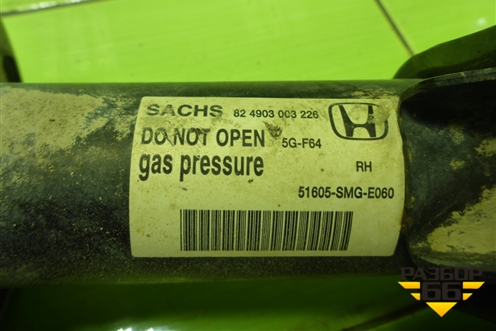 SACHS 82 4903 003 226
DO NOT OPEN 5G-F64
gas pressure RH
51605-SMG-E060
РАЗБОР
66